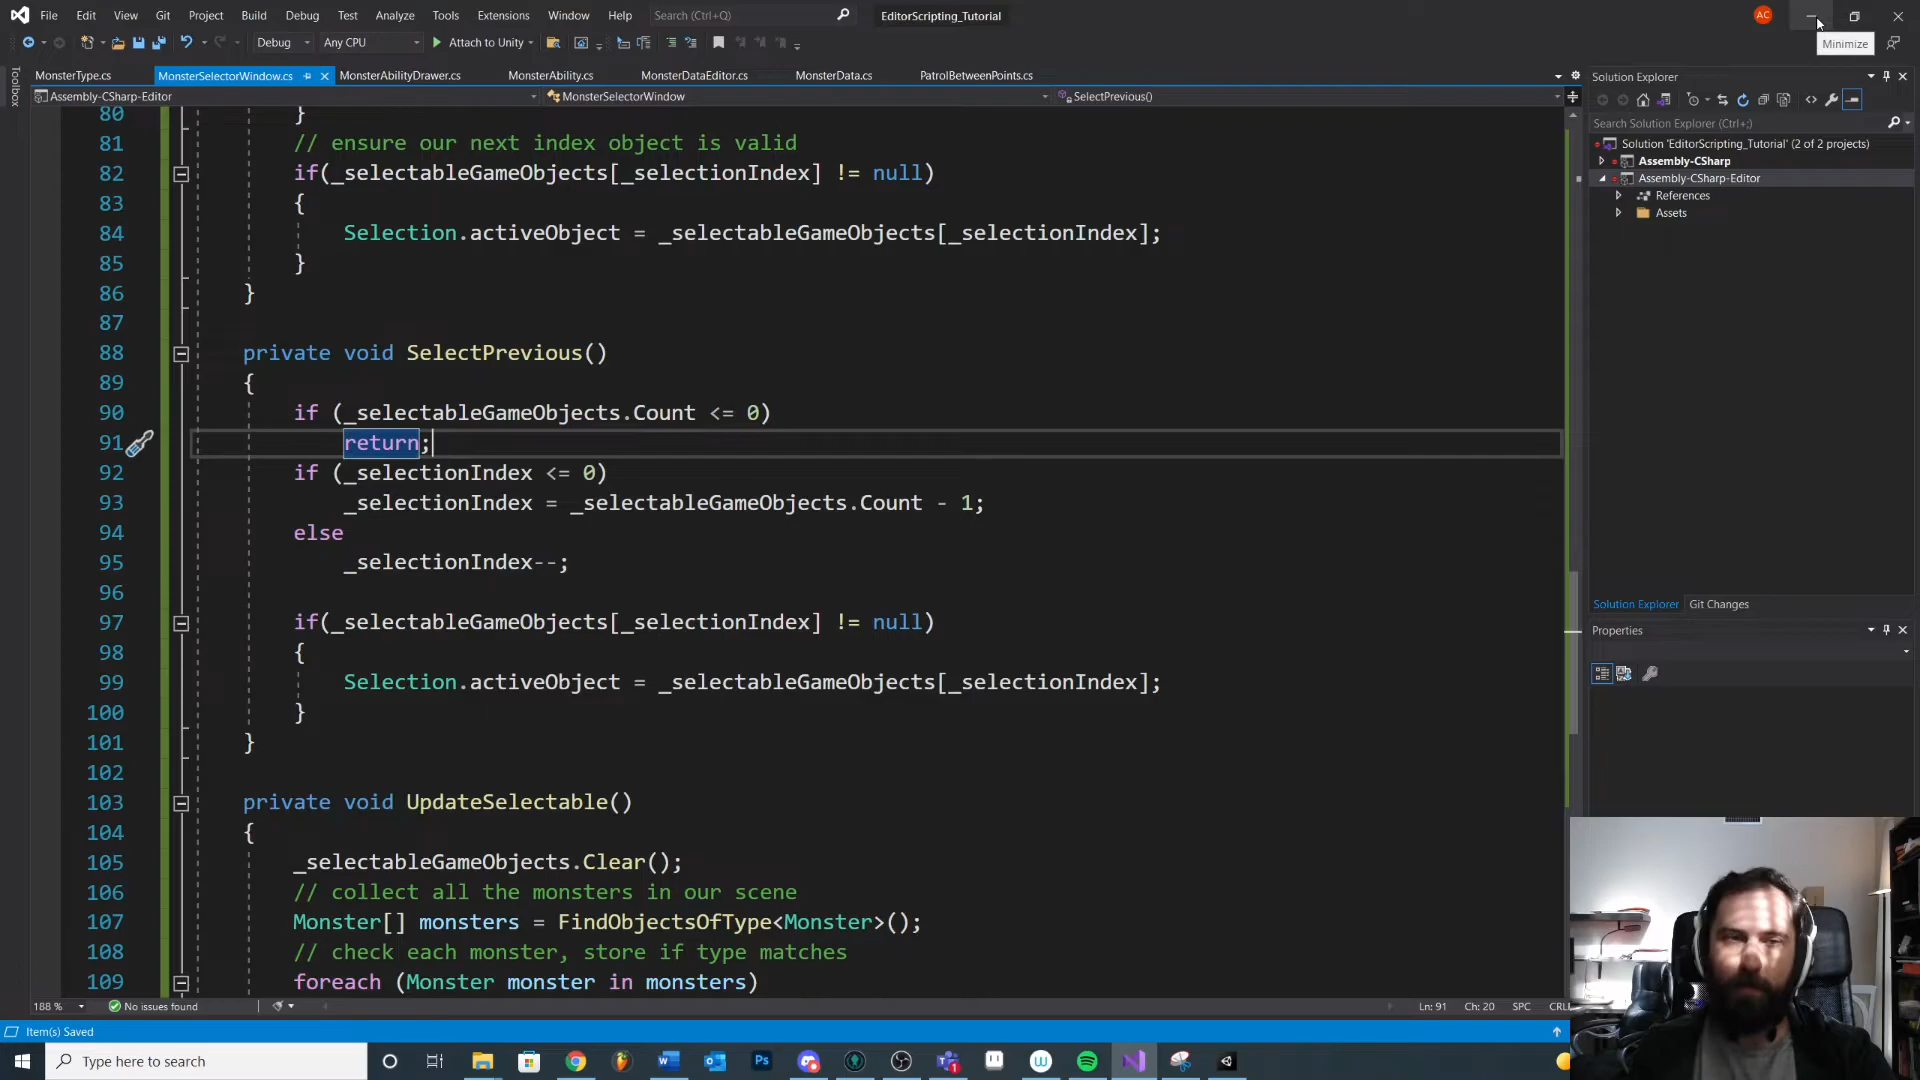 File Edit View Git Project Build Debug Test Analyze Tools Extensions Window Help Search (Ctrl+Q) EditorScripting_Tutorial AC
Debug Any CPU Attach to Unity Minimize
Toolbox
MonsterType.cs MonsterSelectorWindow.cs MonsterAbilityDrawer.cs MonsterAbility.cs MonsterDataEditor.cs MonsterData.cs PatrolBetweenPoints.cs
Assembly-CSharp-Editor MonsterSelectorWindow SelectPrevious()
80 }
81 // ensure our next index object is valid
82 if(_selectableGameObjects[_selectionIndex] != null)
83 {
84 Selection.activeObject = _selectableGameObjects[_selectionIndex];
85 }
86 }
87
88 private void SelectPrevious()
89 {
90 if (_selectableGameObjects.Count <= 0)
91 return;
92 if (_selectionIndex <= 0)
93 _selectionIndex = _selectableGameObjects.Count - 1;
94 else
95 _selectionIndex--;
96
97 if(_selectableGameObjects[_selectionIndex] != null)
98 {
99 Selection.activeObject = _selectableGameObjects[_selectionIndex];
100 }
101 }
102
103 private void UpdateSelectable()
104 {
105 _selectableGameObjects.Clear();
106 // collect all the monsters in our scene
107 Monster[] monsters = FindObjectsOfType<Monster>();
108 // check each monster, store if type matches
109 foreach (Monster monster in monsters)
188 % No issues found Ln: 91 Ch: 20 SPC CRL
Item(s) Saved
Solution Explorer
Search Solution Explorer (Ctrl+;)
Solution 'EditorScripting_Tutorial' (2 of 2 projects)
Assembly-CSharp
Assembly-CSharp-Editor
References
Assets
Solution Explorer Git Changes
Properties
Type here to search